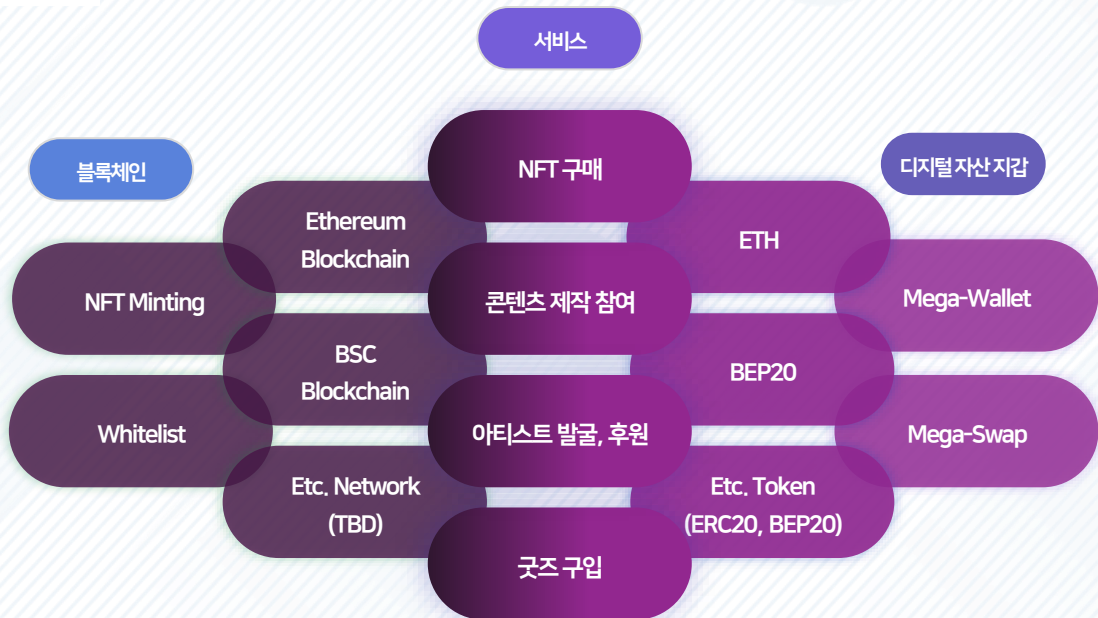 서비스
블록체인
디지털 자산 지갑
NFT 구매
Ethereum
Blockchain
ETH
NFT Minting
콘텐츠 제작 참여
Mega-Wallet
BSC
Blockchain
BEP20
Whitelist
아티스트 발굴, 후원
Mega-Swap
Etc. Network
(TBD)
Etc. Token
(ERC20, BEP20)
굿즈 구입